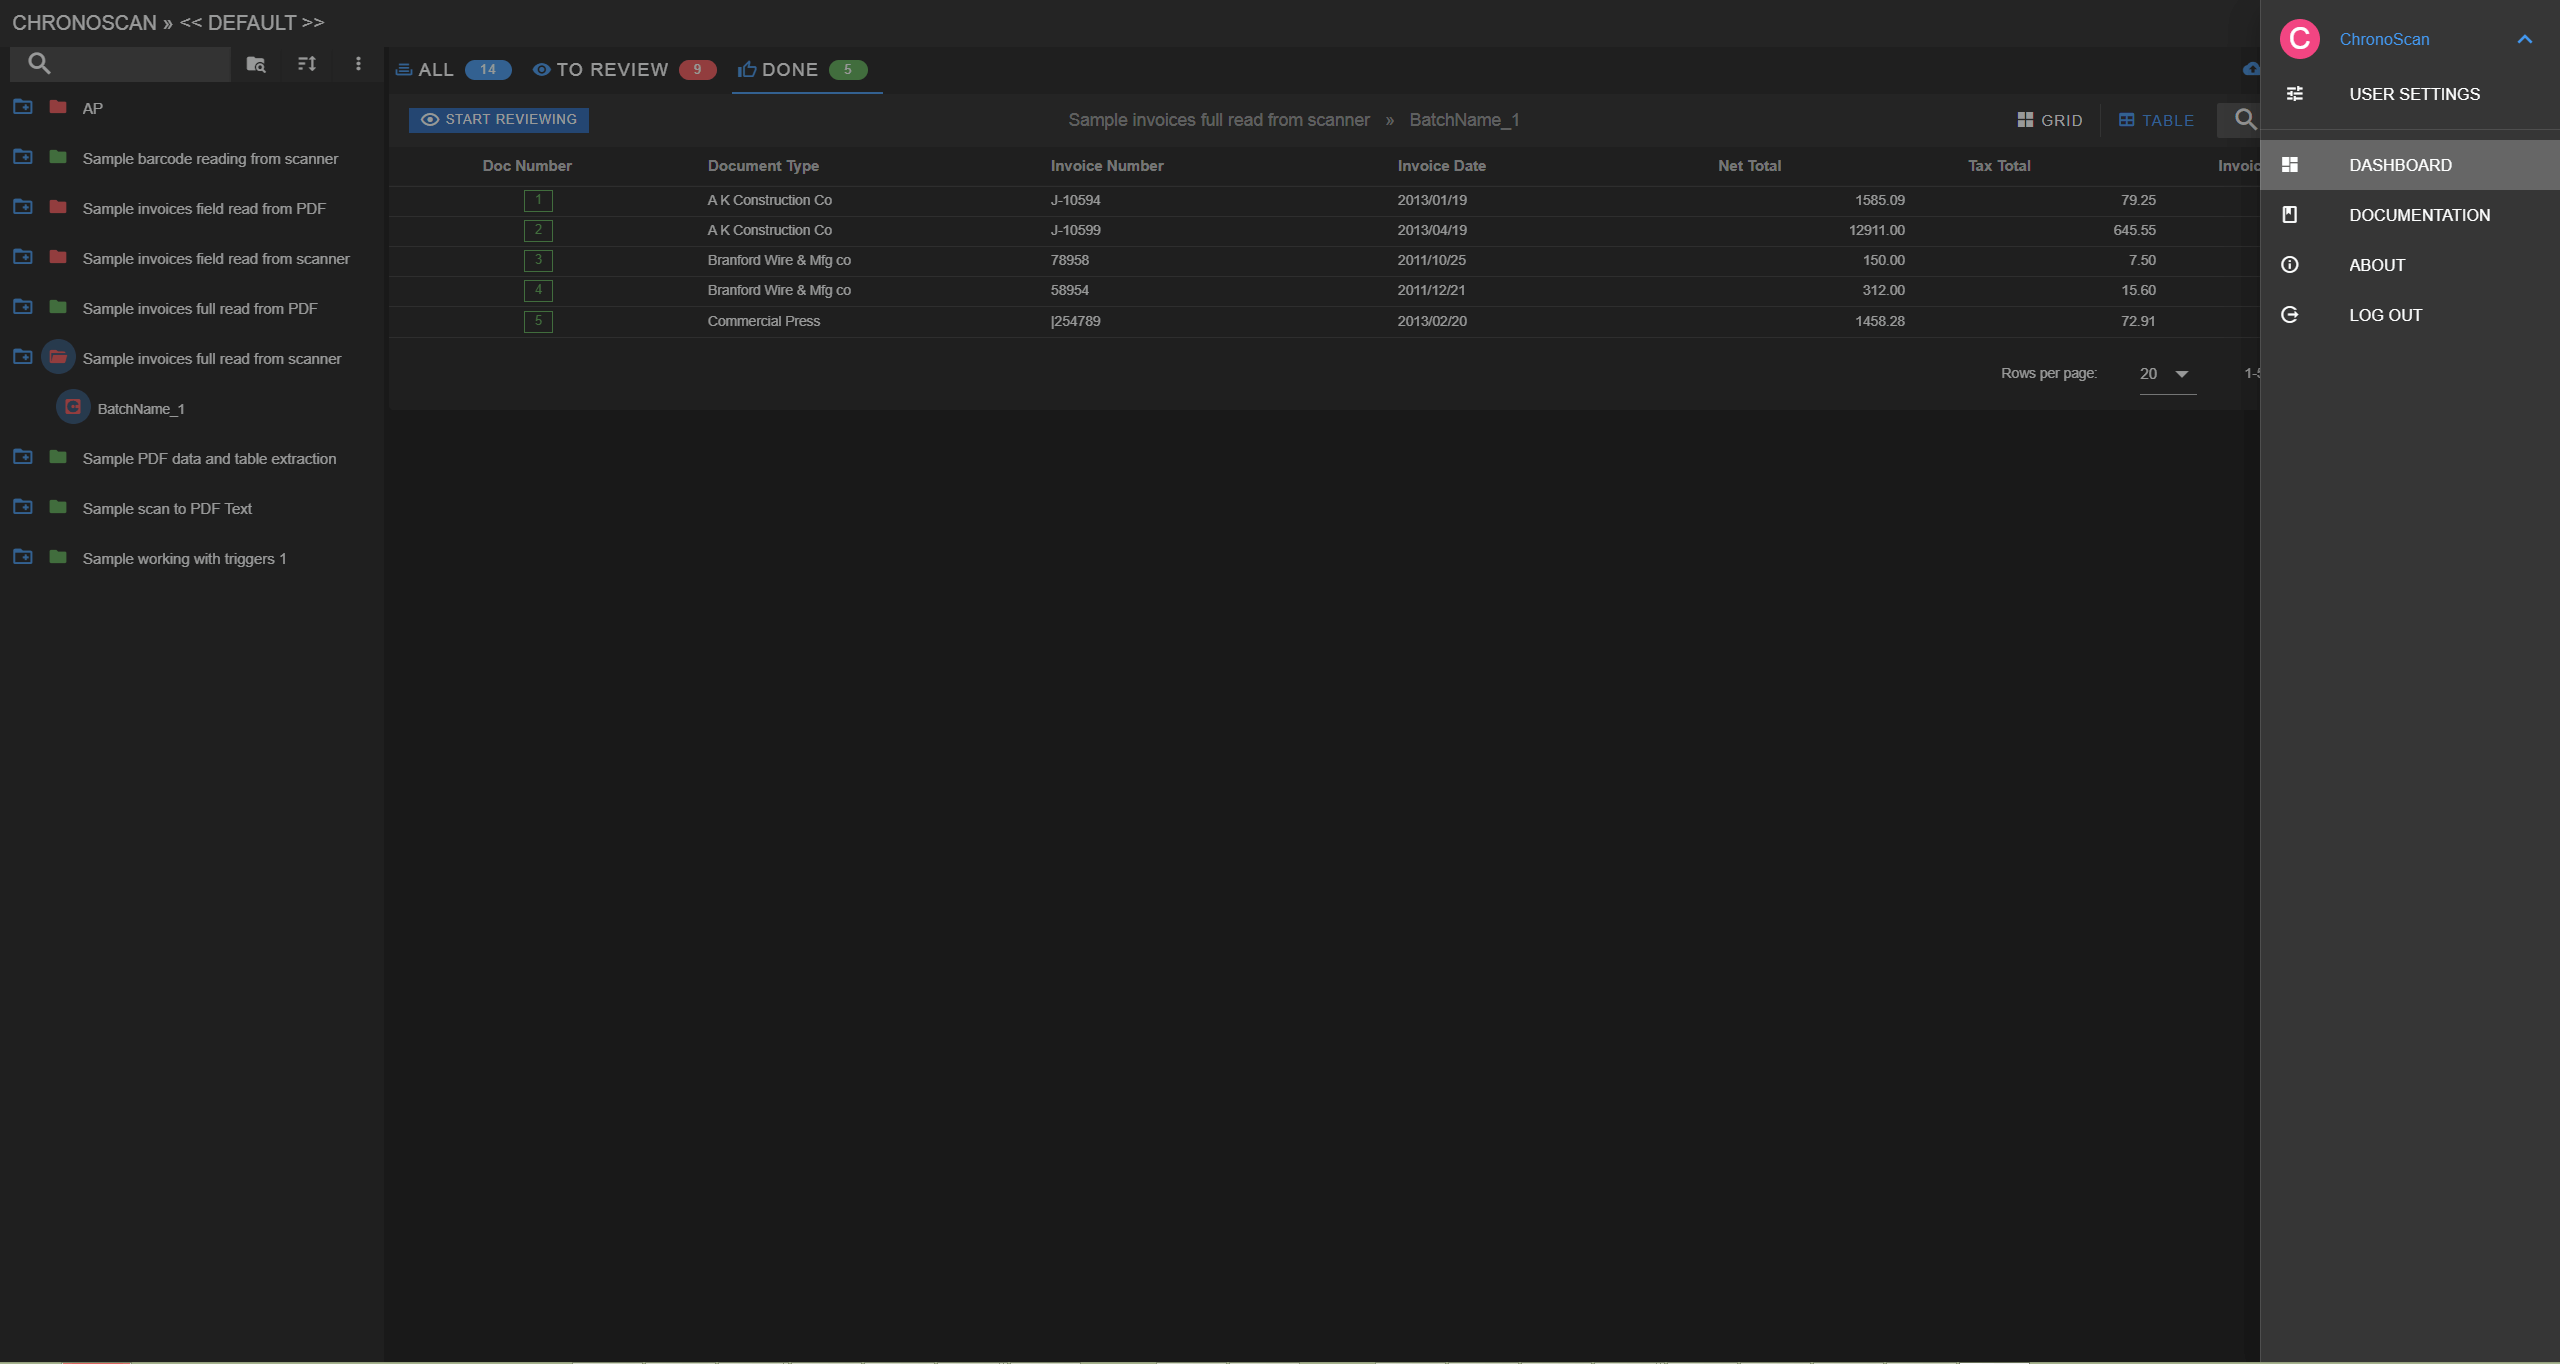 CHRONOSCAN » << DEFAULT >>
ALL 14 TO REVIEW 9 DONE 5
START REVIEWING Sample invoices full read from scanner » BatchName_1 GRID TABLE
AP
Sample barcode reading from scanner
Sample invoices field read from PDF
Sample invoices field read from scanner
Sample invoices full read from PDF
Sample invoices full read from scanner
BatchName_1
Sample PDF data and table extraction
Sample scan to PDF Text
Sample working with triggers 1
Doc Number Document Type Invoice Number Invoice Date Net Total Tax Total
1 A K Construction Co J-10594 2013/01/19 1585.09 79.25
2 A K Construction Co J-10599 2013/04/19 12911.00 645.55
3 Branford Wire & Mfg co 78958 2011/10/25 150.00 7.50
4 Branford Wire & Mfg co 58954 2011/12/21 312.00 15.60
5 Commercial Press |254789 2013/02/20 1458.28 72.91
Rows per page: 20
C ChronoScan
USER SETTINGS
DASHBOARD
DOCUMENTATION
ABOUT
LOG OUT